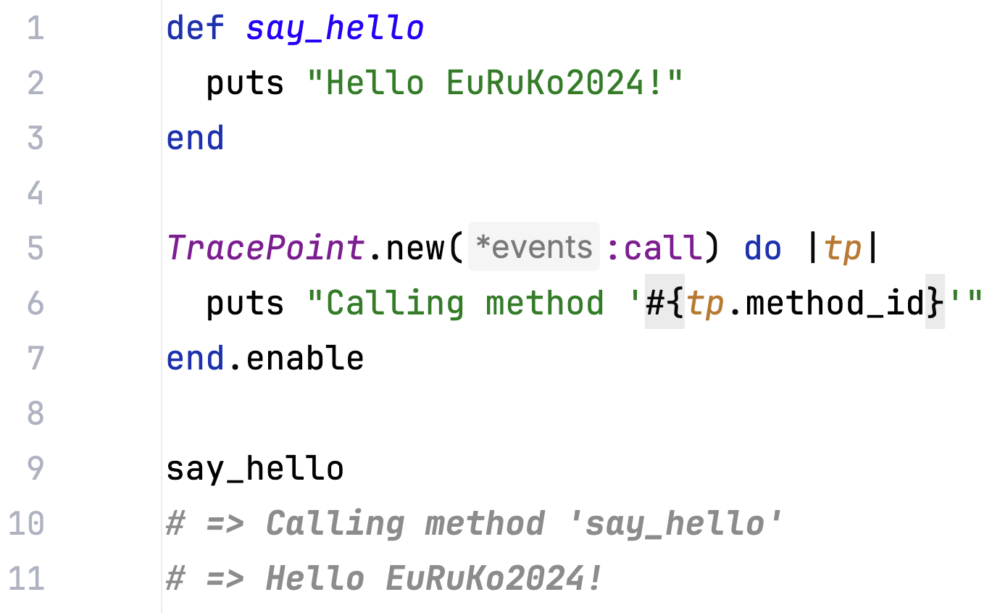 1 def say_hello
2   puts "Hello EuRuKo2024!"
3 end
4
5 TracePoint.new( *events :call) do |tp|
6   puts "Calling method '#{tp.method_id}'"
7 end.enable
8
9 say_hello
10 # => Calling method 'say_hello'
11 # => Hello EuRuKo2024!